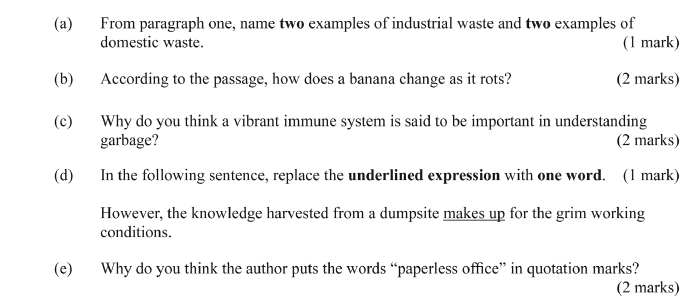 (a) From paragraph one, name two examples of industrial waste and two examples of
domestic waste. (1 mark)
(b) According to the passage, how does a banana change as it rots? (2 marks)
(c) Why do you think a vibrant immune system is said to be important in understanding
garbage? (2 marks)
(d) In the following sentence, replace the underlined expression with one word. (1 mark)
However, the knowledge harvested from a dumpsite makes up for the grim working
conditions.
(e) Why do you think the author puts the words “paperless office” in quotation marks?
(2 marks)